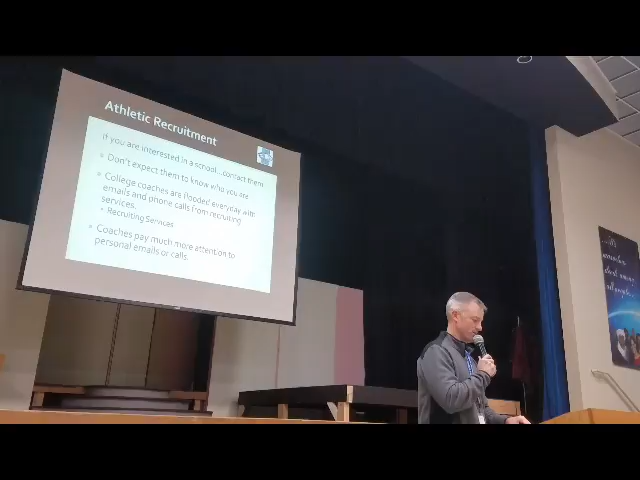 Athletic Recruitment
If you are interested in a school...contact them
Don't expect them to know who you are
College coaches are flooded everyday with
emails and phone calls from recruiting
services.
Recruiting Services
Coaches pay much more attention to
personal emails or calls.